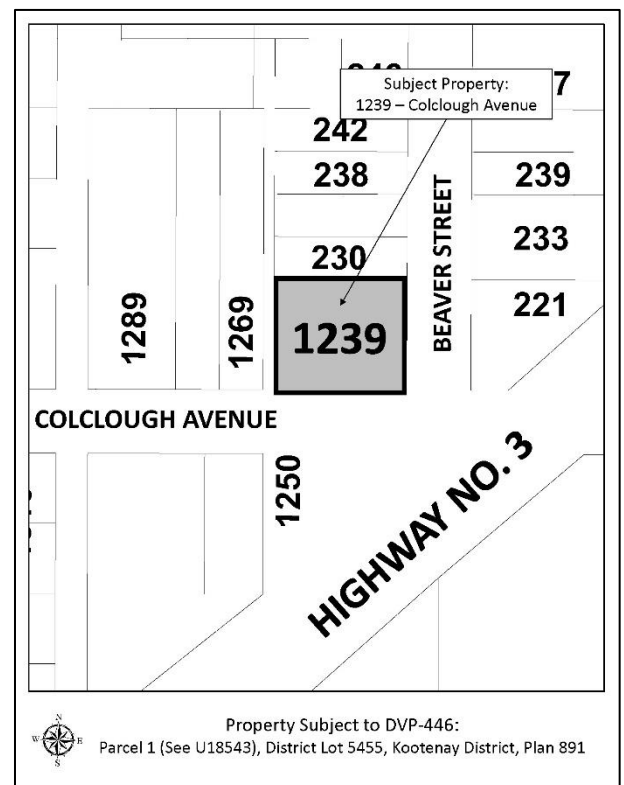 Subject Property:
1239 – Colclough Avenue
7
242
238
239
230
233
221
BEAVER STREET
1289
1269
1239
COLCLOUGH AVENUE
1250
HIGHWAY NO. 3
N
W
E
S
Property Subject to DVP-446:
Parcel 1 (See U18543), District Lot 5455, Kootenay District, Plan 891